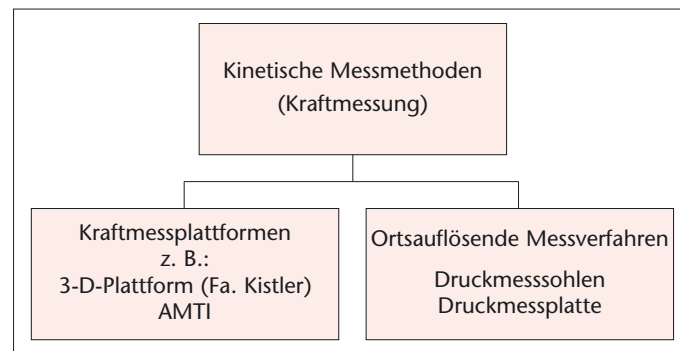 Kinetische Messmethoden
(Kraftmessung)
Kraftmessplattformen
z. B.:
3-D-Plattform (Fa. Kistler)
AMTI
Ortsauflösende Messverfahren
Druckmesssohlen
Druckmessplatte